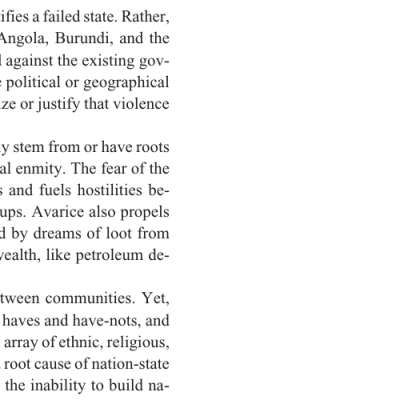 ifies a failed state. Rather,
Angola, Burundi, and the
against the existing gov-
political or geographical
ze or justify that violence
y stem from or have roots
al enmity. The fear of the
and fuels hostilities be-
ups. Avarice also propels
d by dreams of loot from
wealth, like petroleum de-
tween communities. Yet,
haves and have-nots, and
array of ethnic, religious,
root cause of nation-state
the inability to build na-